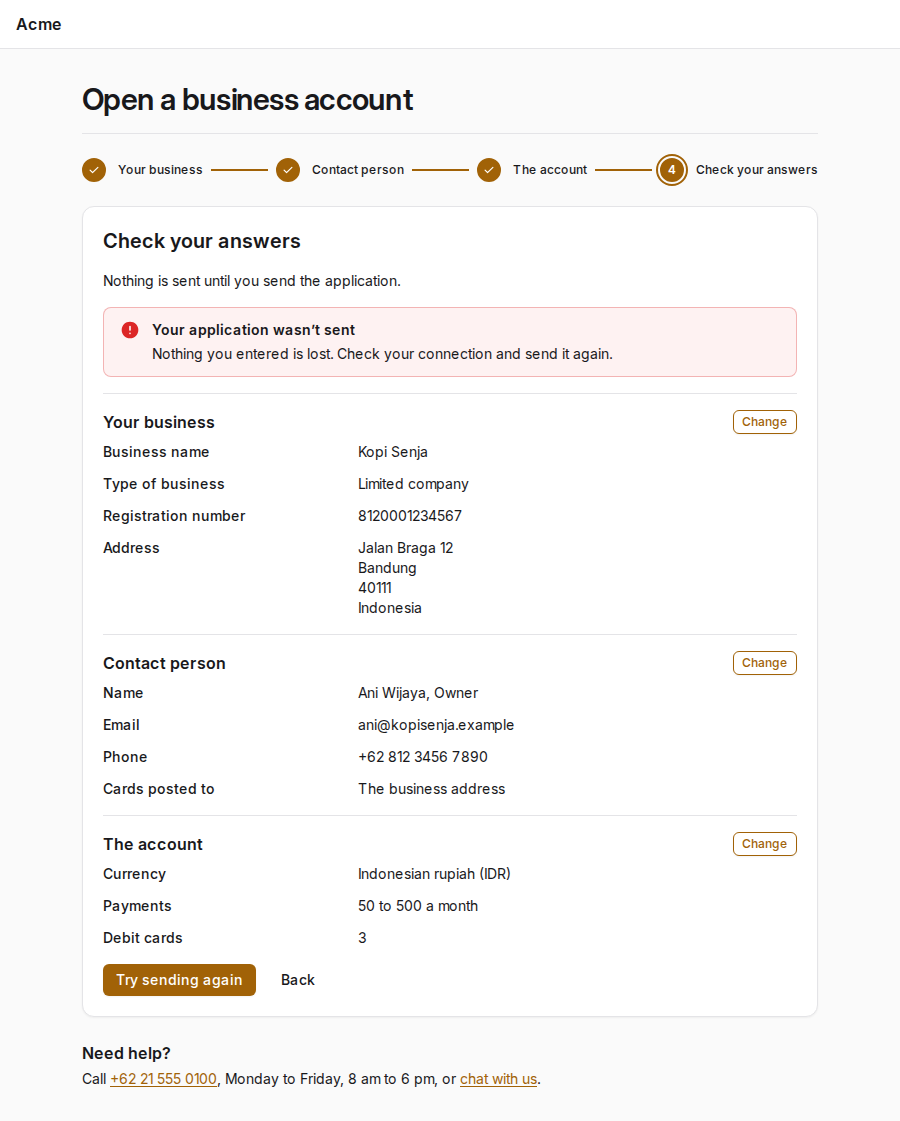 Acme
Open a business account
Your business
Contact person
The account
4
Check your answers
Check your answers
Nothing is sent until you send the application.
Your application wasn’t sent
Nothing you entered is lost. Check your connection and send it again.
Your business
Change
Business name
Kopi Senja
Type of business
Limited company
Registration number
8120001234567
Address
Jalan Braga 12
Bandung
40111
Indonesia
Contact person
Change
Name
Ani Wijaya, Owner
Email
ani@kopisenja.example
Phone
+62 812 3456 7890
Cards posted to
The business address
The account
Change
Currency
Indonesian rupiah (IDR)
Payments
50 to 500 a month
Debit cards
3
Try sending again
Back
Need help?
Call +62 21 555 0100, Monday to Friday, 8 am to 6 pm, or chat with us.